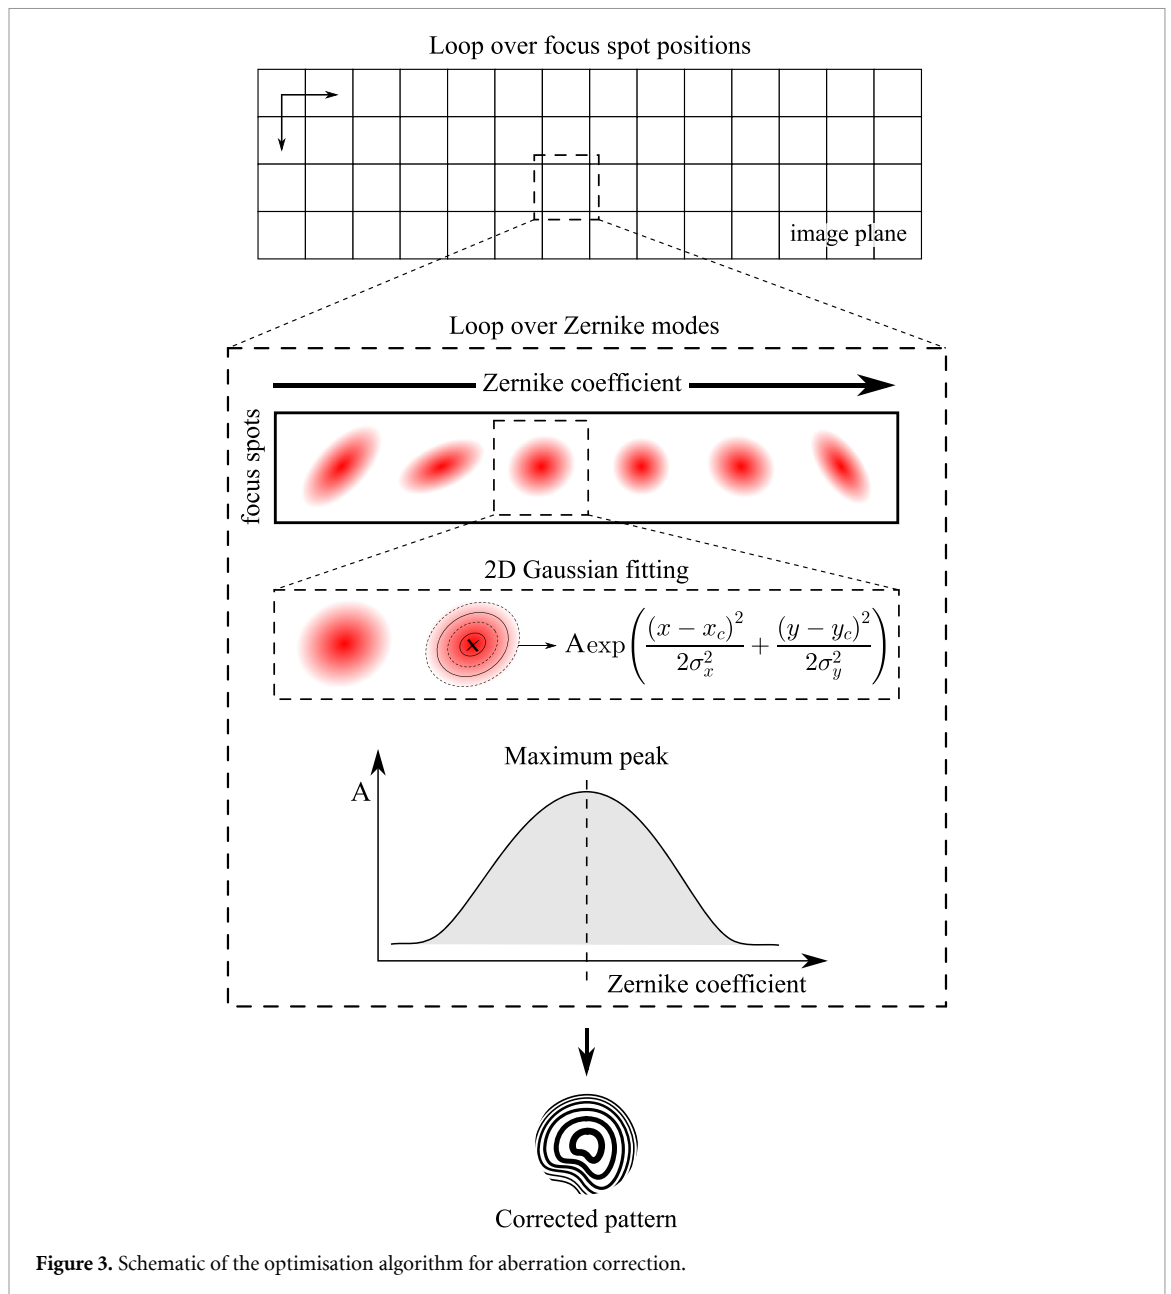 Loop over focus spot positions
image plane
Loop over Zernike modes
Zernike coefficient
focus spots
2D Gaussian fitting
x
A exp( (x − x_c)^2 / 2σ_x^2 + (y − y_c)^2 / 2σ_y^2 )
Maximum peak
A
Zernike coefficient
Corrected pattern
Figure 3. Schematic of the optimisation algorithm for aberration correction.